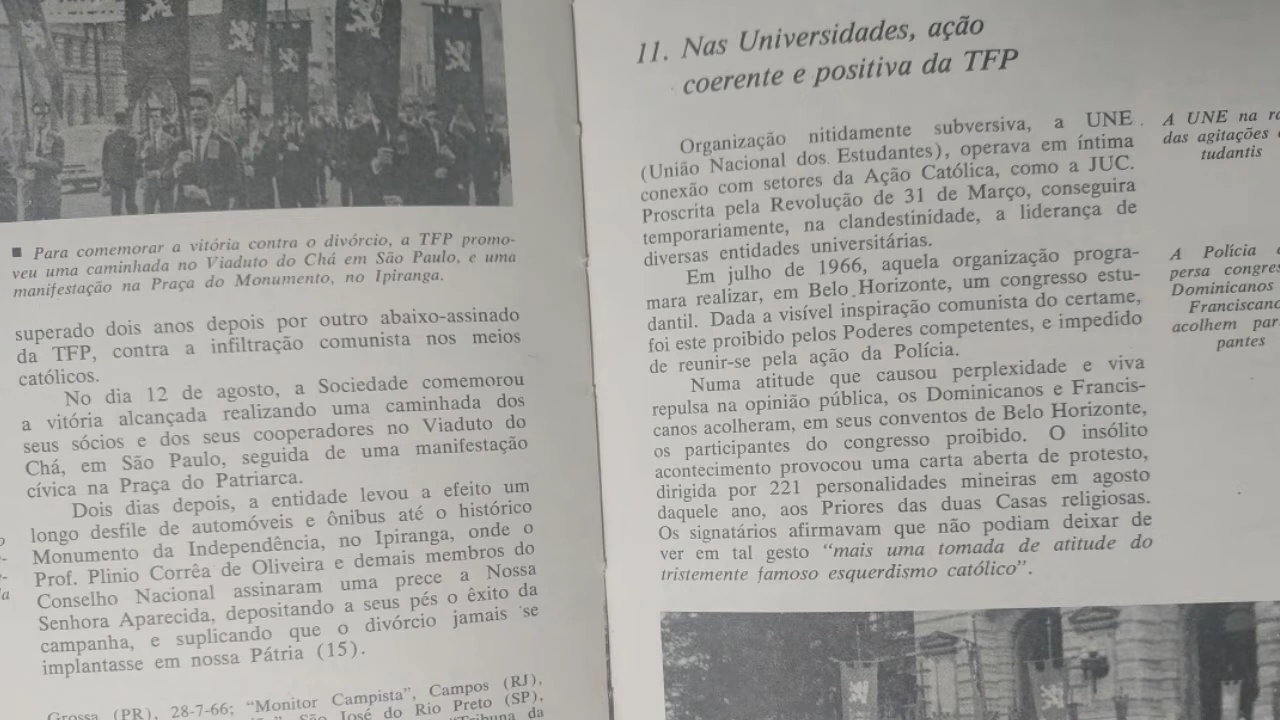 ■ Para comemorar a vitória contra o divórcio, a TFP promo-
veu uma caminhada no Viaduto do Chá em São Paulo, e uma
manifestação na Praça do Monumento, no Ipiranga.
superado dois anos depois por outro abaixo-assinado
da TFP, contra a infiltração comunista nos meios
católicos.
No dia 12 de agosto, a Sociedade comemorou
a vitória alcançada realizando uma caminhada dos
seus sócios e dos seus cooperadores no Viaduto do
Chá, em São Paulo, seguida de uma manifestação
cívica na Praça do Patriarca.
Dois dias depois, a entidade levou a efeito um
longo desfile de automóveis e ônibus até o histórico
Monumento da Independência, no Ipiranga, onde o
Prof. Plinio Corrêa de Oliveira e demais membros do
Conselho Nacional assinaram uma prece a Nossa
Senhora Aparecida, depositando a seus pés o êxito da
campanha, e suplicando que o divórcio jamais se
implantasse em nossa Pátria (15).
Grossa (PR), 28-7-66; "Monitor Campista", Campos (RJ),
São José do Rio Preto (SP),
"Tribuna da
11. Nas Universidades, ação
coerente e positiva da TFP
Organização nitidamente subversiva, a UNE
(União Nacional dos Estudantes), operava em íntima
conexão com setores da Ação Católica, como a JUC.
Proscrita pela Revolução de 31 de Março, conseguira
temporariamente, na clandestinidade, a liderança de
diversas entidades universitárias.
Em julho de 1966, aquela organização progra-
mara realizar, em Belo Horizonte, um congresso estu-
dantil. Dada a visível inspiração comunista do certame,
foi este proibido pelos Poderes competentes, e impedido
de reunir-se pela ação da Polícia.
Numa atitude que causou perplexidade e viva
repulsa na opinião pública, os Dominicanos e Francis-
canos acolheram, em seus conventos de Belo Horizonte,
os participantes do congresso proibido. O insólito
acontecimento provocou uma carta aberta de protesto,
dirigida por 221 personalidades mineiras em agosto
daquele ano, aos Priores das duas Casas religiosas.
Os signatários afirmavam que não podiam deixar de
ver em tal gesto "mais uma tomada de atitude do
tristemente famoso esquerdismo católico".
A UNE na
das agitações
tudantis
A Polícia
persa
Dominicanos
acolhem
pantes